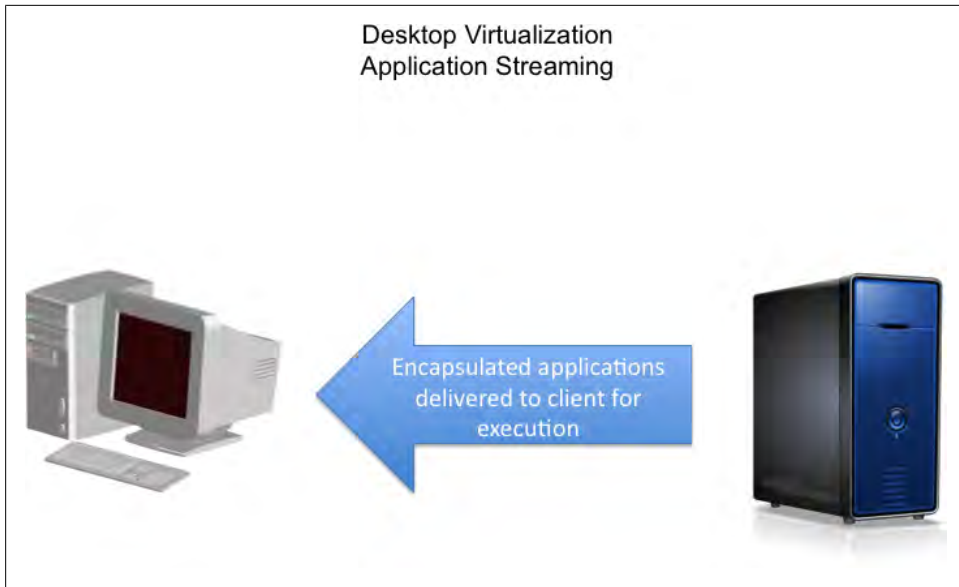 Desktop Virtualization
Application Streaming
Encapsulated applications
delivered to client for
execution